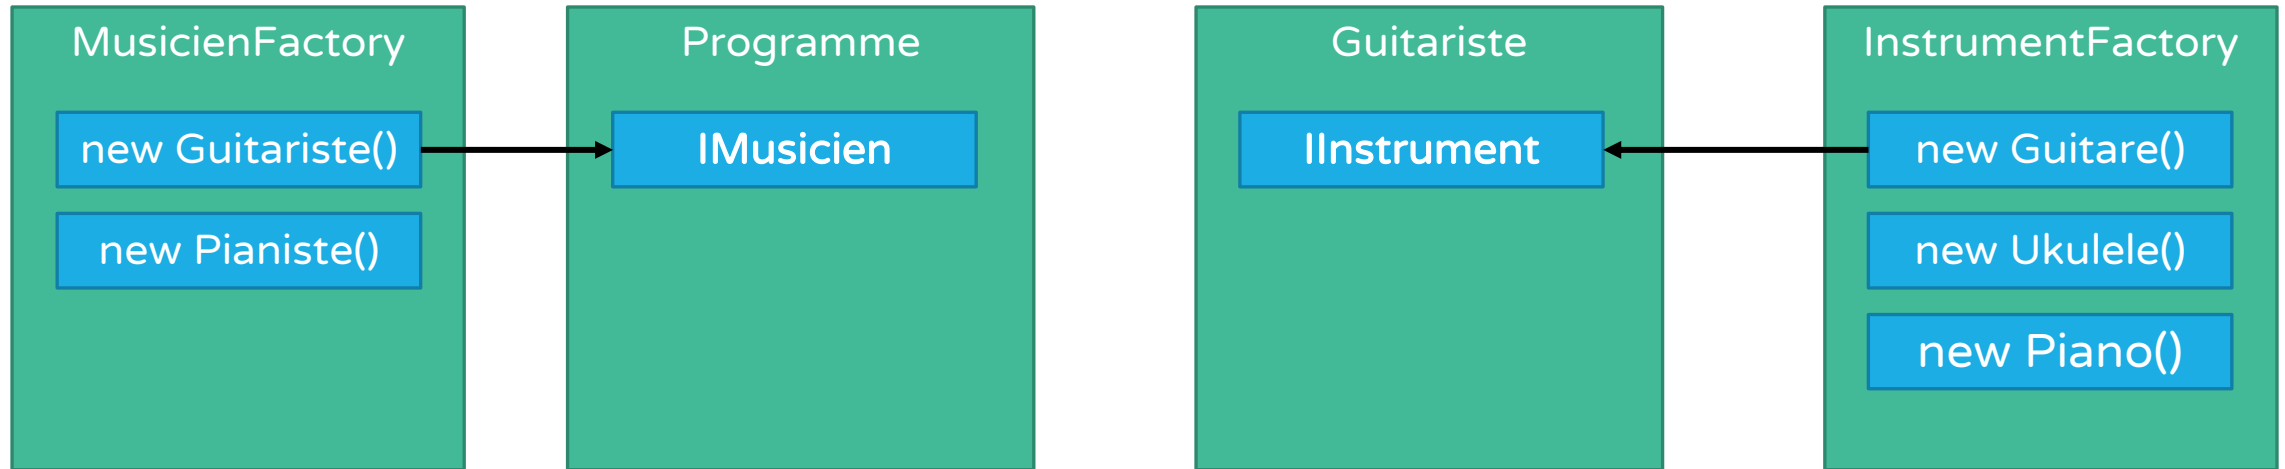 MusicienFactory
new Guitariste()
new Pianiste()
Programme
IMusicien
Guitariste
IInstrument
InstrumentFactory
new Guitare()
new Ukulele()
new Piano()